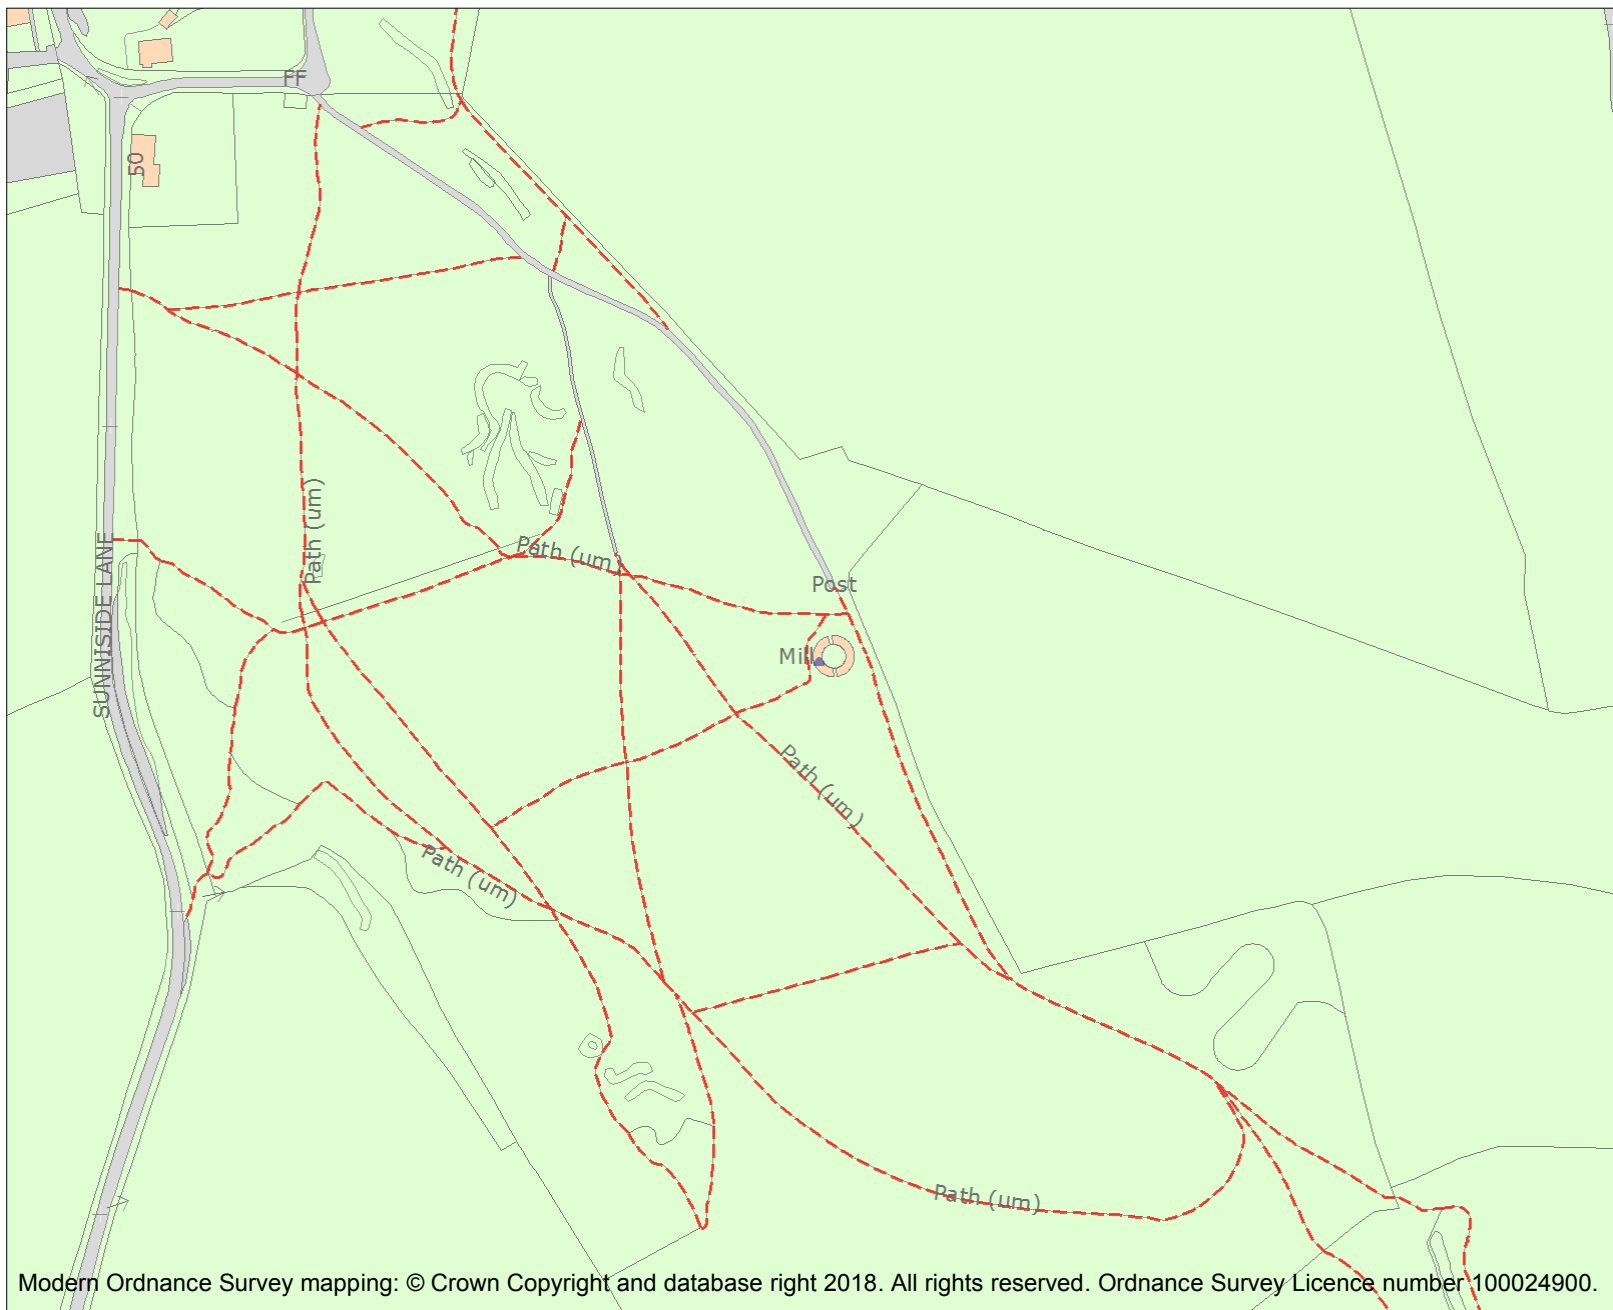 FF
50
Path (um)
SUNNISIDE LANE
Path (um)
Post
Mill
Path (um)
Path (um)
Path (um)
Modern Ordnance Survey mapping: © Crown Copyright and database right 2018. All rights reserved. Ordnance Survey Licence number 100024900.